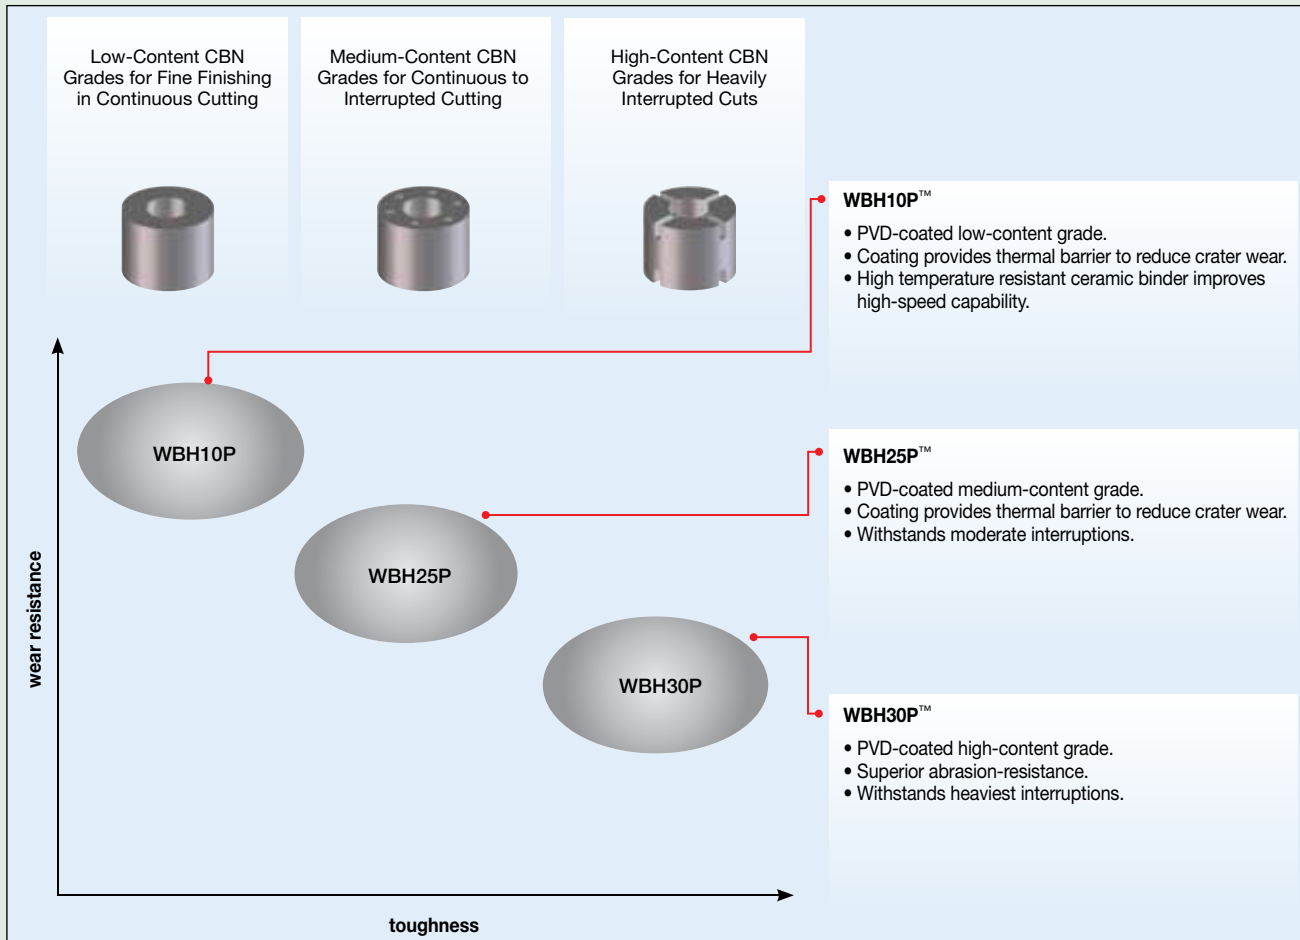 Low-Content CBN
Grades for Fine Finishing
in Continuous Cutting
Medium-Content CBN
Grades for Continuous to
Interrupted Cutting
High-Content CBN
Grades for Heavily
Interrupted Cuts
WBH10P™
• PVD-coated low-content grade.
• Coating provides thermal barrier to reduce crater wear.
• High temperature resistant ceramic binder improves
high-speed capability.
WBH10P
WBH25P™
• PVD-coated medium-content grade.
• Coating provides thermal barrier to reduce crater wear.
• Withstands moderate interruptions.
WBH25P
wear resistance
WBH30P
WBH30P™
• PVD-coated high-content grade.
• Superior abrasion-resistance.
• Withstands heaviest interruptions.
toughness